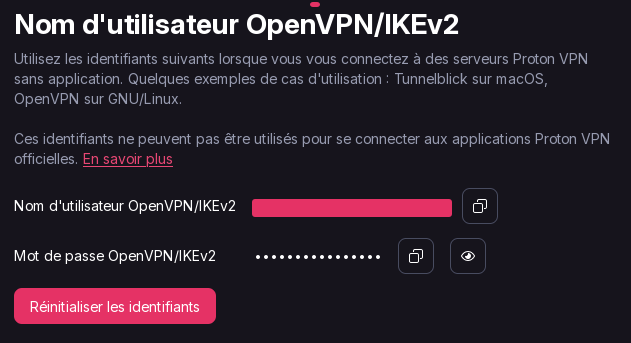 Nom d'utilisateur OpenVPN/IKEv2
Utilisez les identifiants suivants lorsque vous vous connectez à des serveurs Proton VPN
sans application. Quelques exemples de cas d'utilisation : Tunnelblick sur macOS,
OpenVPN sur GNU/Linux.
Ces identifiants ne peuvent pas être utilisés pour se connecter aux applications Proton VPN
officielles. En savoir plus
Nom d'utilisateur OpenVPN/IKEv2
Mot de passe OpenVPN/IKEv2 ••••••••••••••••
Réinitialiser les identifiants